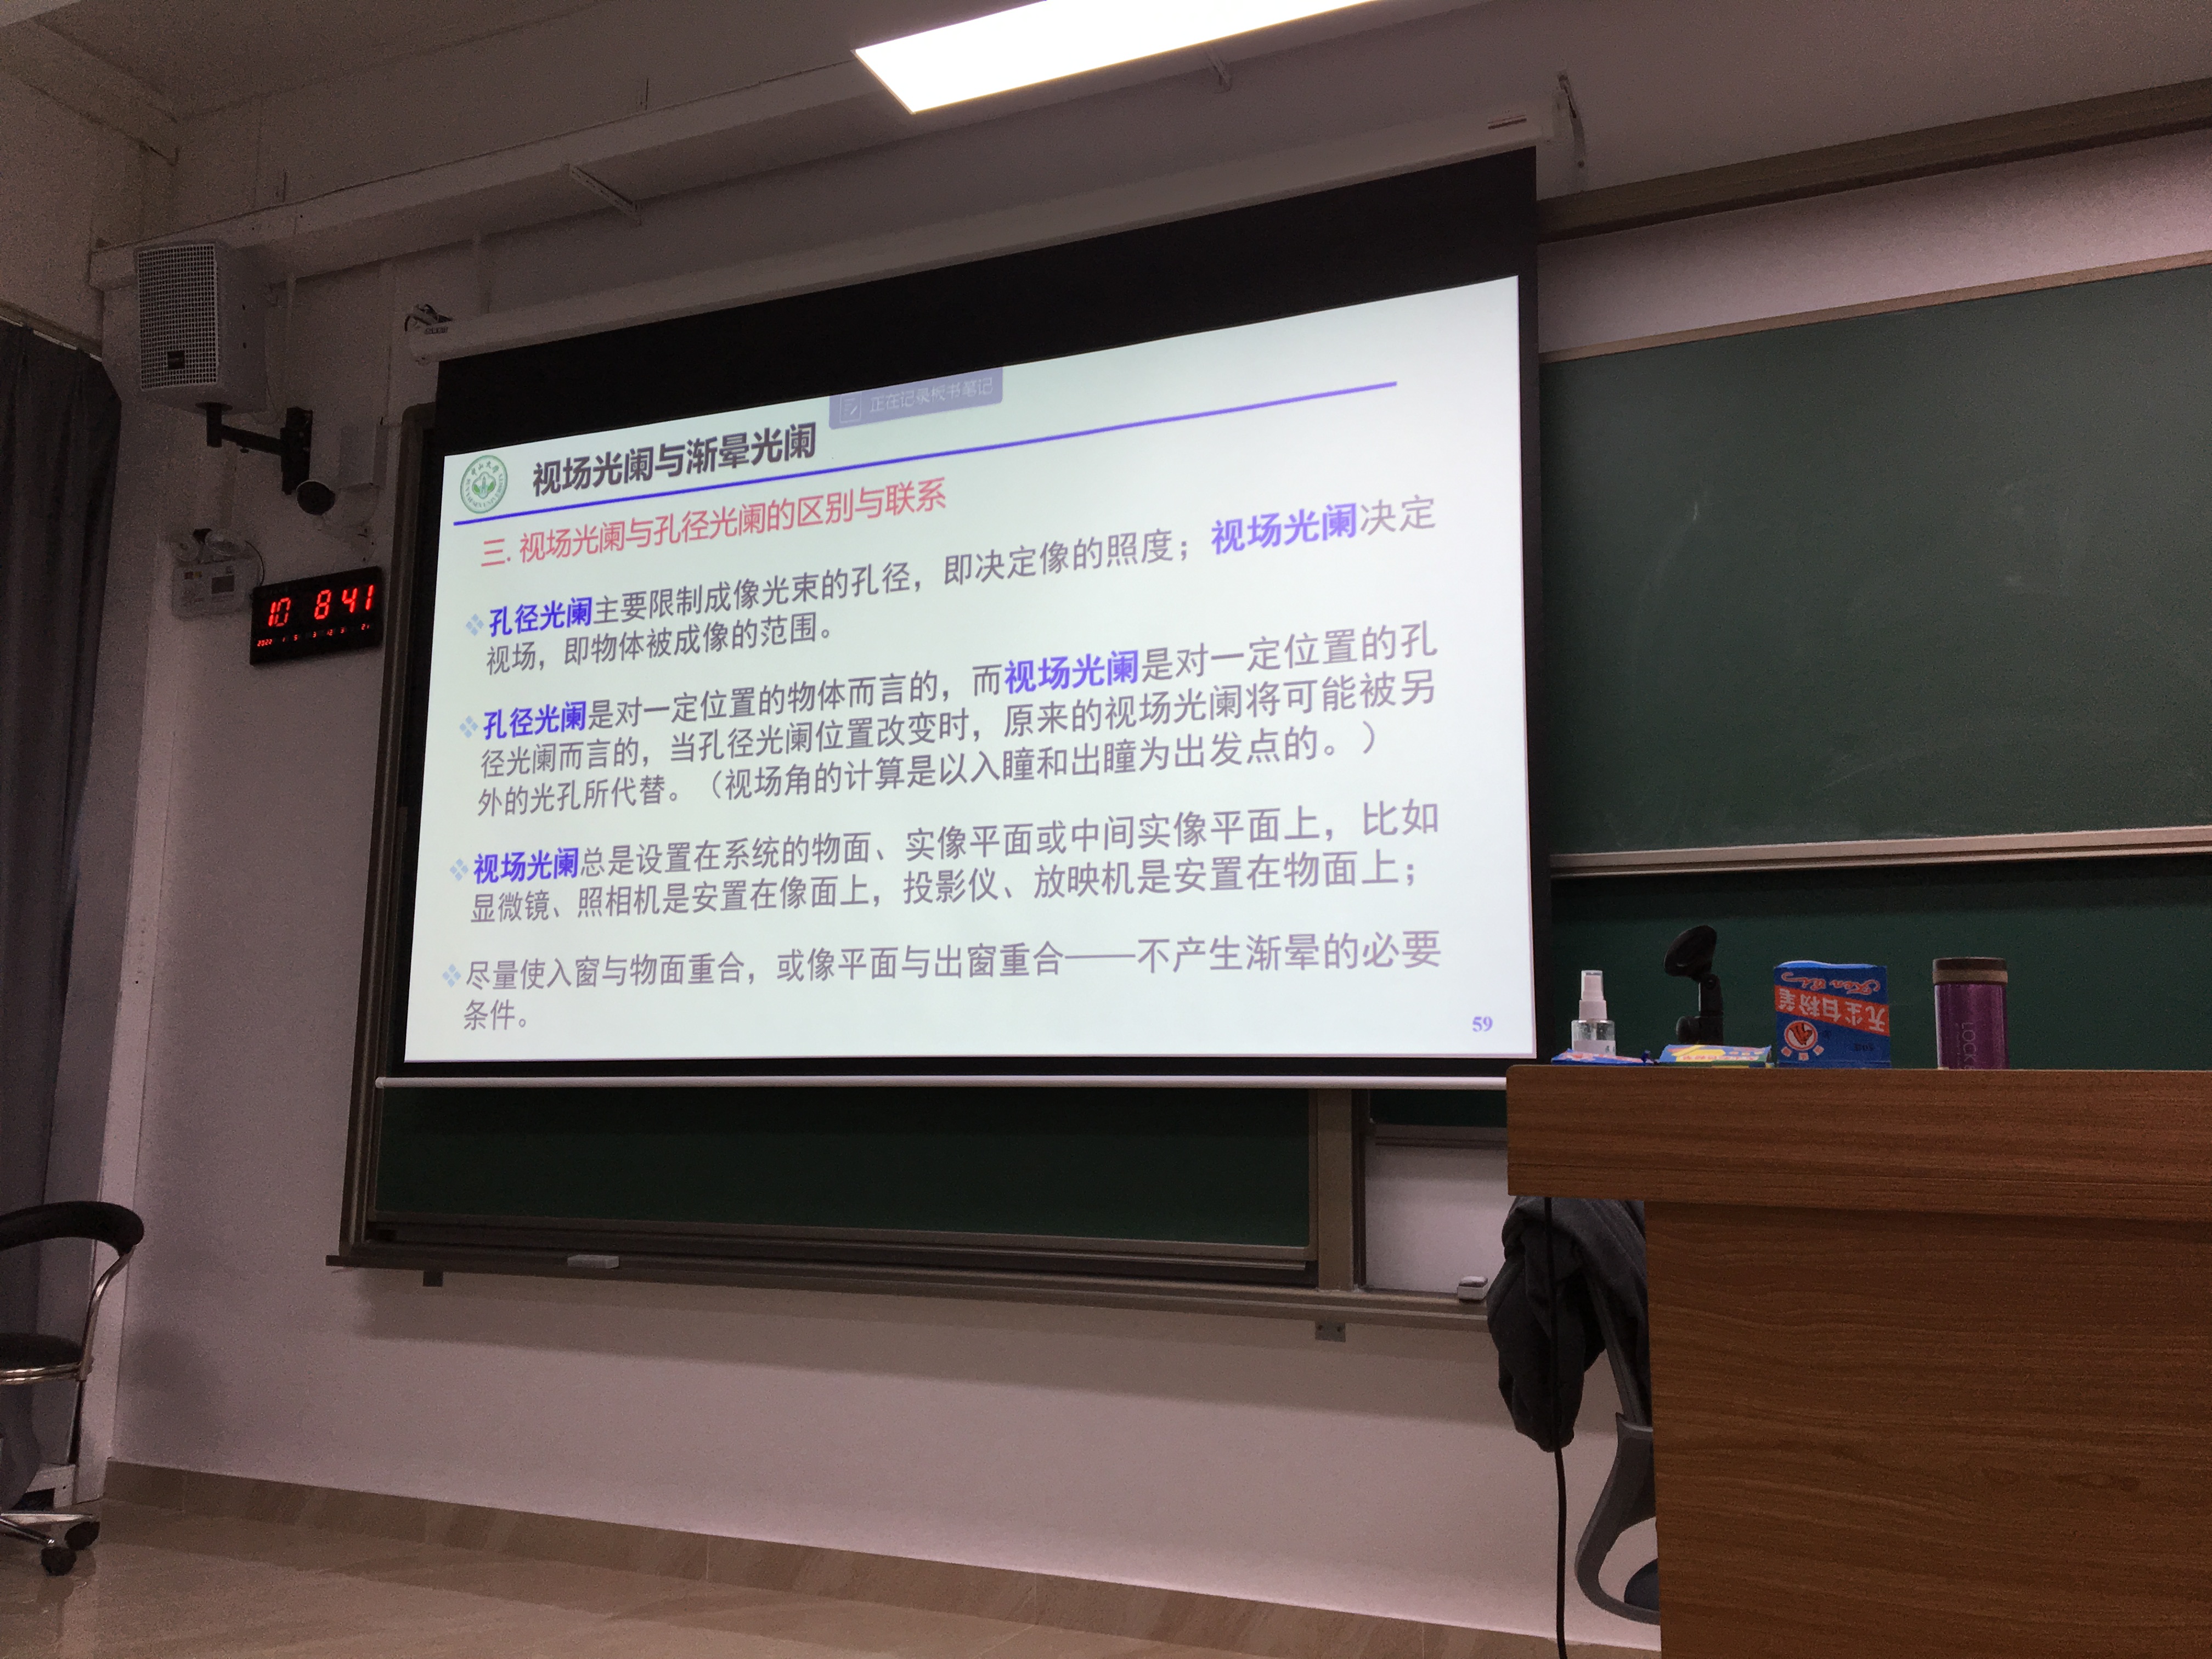 正在记录板书笔记
视场光阑与渐晕光阑
三. 视场光阑与孔径光阑的区别与联系
孔径光阑主要限制成像光束的孔径，即决定像的照度；视场光阑决定
视场，即物体被成像的范围。
孔径光阑是对一定位置的物体而言的，而视场光阑是对一定位置的孔
径光阑而言的，当孔径光阑位置改变时，原来的视场光阑将可能被另
外的光孔所代替。（视场角的计算是以入瞳和出瞳为出发点的。）
视场光阑总是设置在系统的物面、实像平面或中间实像平面上，比如
显微镜、照相机是安置在像面上，投影仪、放映机是安置在物面上；
尽量使入窗与物面重合，或像平面与出窗重合——不产生渐晕的必要
条件。
59
10 8 41
无尘白粉笔
LOCK